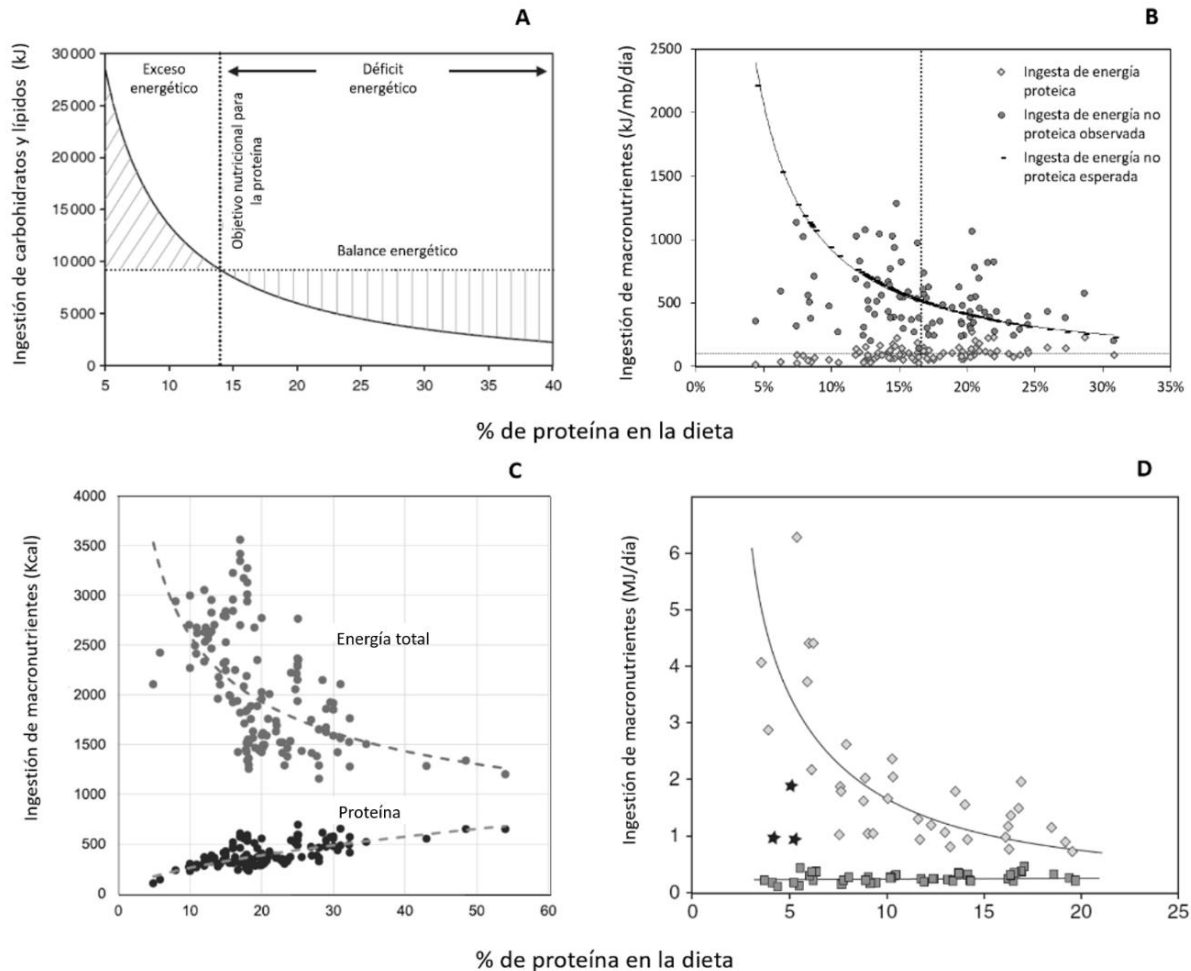 A
Ingestión de carbohidratos y lípidos (kJ)
30 000
25 000
20 000
15 000
10 000
5 000
0
Exceso
energético
Déficit
energético
Objetivo nutricional para
la proteína
Balance energético
5
10
15
20
25
30
35
40
B
Ingestión de macronutrientes (kJ/mb/día)
2500
2000
1500
1000
500
0
Ingesta de energía
proteica
Ingesta de energía no
proteica observada
Ingesta de energía no
proteica esperada
0%
5%
10%
15%
20%
25%
30%
35%
% de proteína en la dieta
C
Ingestión de macronutrientes (Kcal)
4000
3500
3000
2500
2000
1500
1000
500
0
Energía total
Proteína
0
10
20
30
40
50
60
D
Ingestión de macronutrientes (MJ/día)
6
5
4
3
2
1
0
0
5
10
15
20
25
% de proteína en la dieta